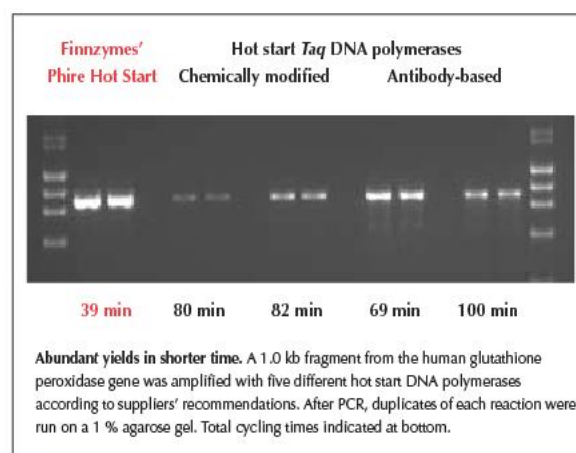 Finnzymes’ Hot start Taq DNA polymerases
Phire Hot Start Chemically modified Antibody-based
39 min 80 min 82 min 69 min 100 min
Abundant yields in shorter time. A 1.0 kb fragment from the human glutathione
peroxidase gene was amplified with five different hot start DNA polymerases
according to suppliers’ recommendations. After PCR, duplicates of each reaction were
run on a 1 % agarose gel. Total cycling times indicated at bottom.